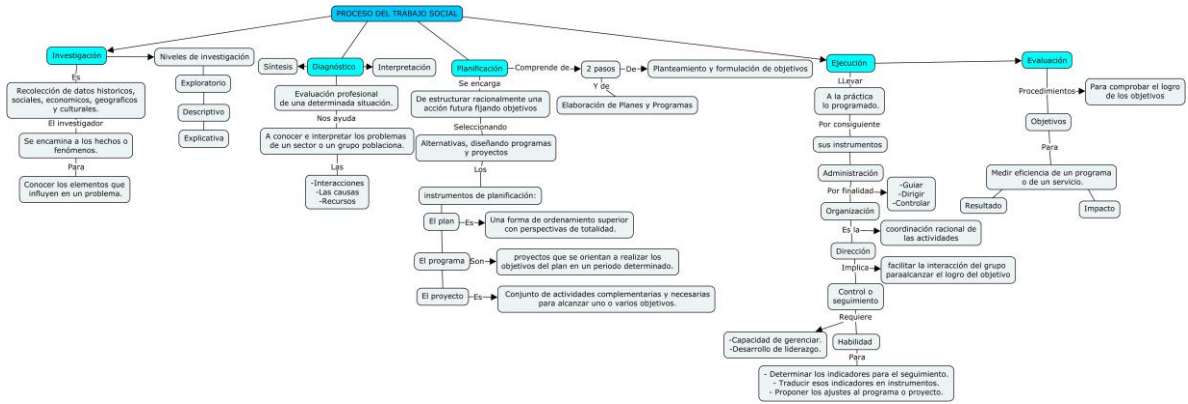 PROCESO DEL TRABAJO SOCIAL
Investigación
Niveles de investigación
Es
Recolección de datos historicos,
sociales, economicos, geograficos
y culturales.
El investigador
Se encamina a los hechos o
fenómenos.
Para
Conocer los elementos que
influyen en un problema.
Exploratorio
Descriptivo
Explicativa
Síntesis
Diagnóstico
Interpretación
Evaluación profesional
de una determinada situación.
Nos ayuda
A conocer e interpretar los problemas
de un sector o un grupo poblaciona.
Las
-Interacciones
-Las causas
-Recursos
Planificación
Comprende de
2 pasos
De
Planteamiento y formulación de objetivos
Y de
Elaboración de Planes y Programas
Se encarga
De estructurar racionalmente una
acción futura fijando objetivos
Seleccionando
Alternativas, diseñando programas
y proyectos
Los
instrumentos de planificación:
El plan
Es
Una forma de ordenamiento superior
con perspectivas de totalidad.
El programa
Son
proyectos que se orientan a realizar los
objetivos del plan en un periodo determinado.
El proyecto
Es
Conjunto de actividades complementarias y necesarias
para alcanzar uno o varios objetivos.
Ejecución
LLevar
A la práctica
lo programado.
Por consiguiente
sus instrumentos
Administración
Por finalidad
-Guiar
-Dirigir
-Controlar
Organización
Es la
coordinación racional de
las actividades
Dirección
Implica
facilitar la interacción del grupo
paraalcanzar el logro del objetivo
Control o
seguimiento
Requiere
-Capacidad de gerenciar.
-Desarrollo de liderazgo.
Habilidad
Para
- Determinar los indicadores para el seguimiento.
- Traducir esos indicadores en instrumentos.
- Proponer los ajustes al programa o proyecto.
Evaluación
Procedimientos
Para comprobar el logro
de los objetivos
Objetivos
Para
Medir eficiencia de un programa
o de un servicio.
Resultado
Impacto